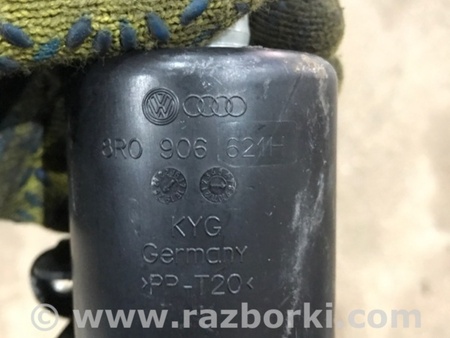 8R0 906 621H
KYG
Germany
>PP-T20<
© www.razborki.com